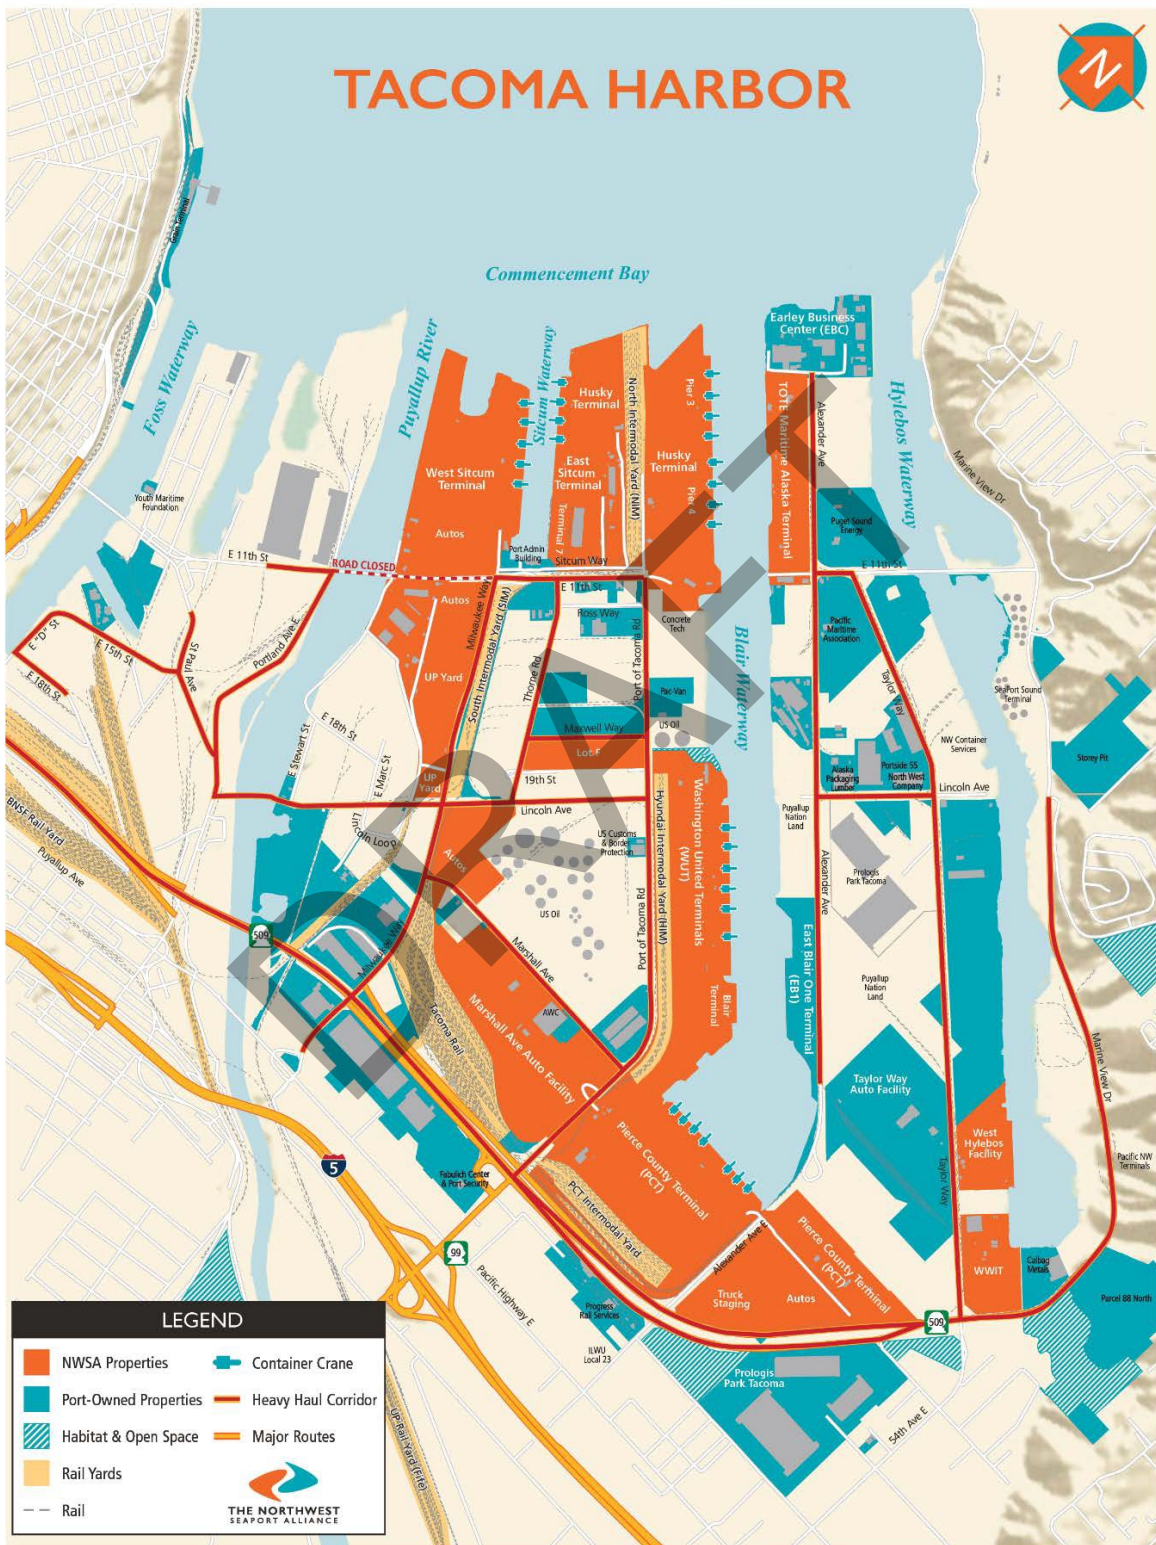 TACOMA HARBOR
N
Commencement Bay
Grain Terminal
Foss Waterway
Puyallup River
Sitcum Waterway
Hylebos Waterway
Blair Waterway
Earley Business
Center (EBC)
Husky
Terminal
North Intermodal Yard (NIM)
Pier 3
Husky
Terminal
Pier 4
TOTE Maritime Alaska Terminal
Alexander Ave
Marine View Dr
West Sitcum
Terminal
Autos
East
Sitcum
Terminal
Terminal 7
Youth Maritime
Foundation
Puget Sound
Energy
Port Admin
Building
Sitcum Way
E 11th St
ROAD CLOSED
E 11th St
E 11th St
Autos
Milwaukee Way
South Intermodal Yard (SIM)
Ross Way
Concrete
Tech
Port of Tacoma Rd
Pacific
Maritime
Association
E "D" St
E 15th St
St Paul Ave
Portland Ave E
E 18th St
UP Yard
Thorne Rd
Pac-Van
Taylor Way
SeaPort Sound
Terminal
E 18th St
Maxwell Way
US Oil
E Stewart St
E Marc St
Lot F
NW Container
Services
Storey Pit
UP
Yard
19th St
Alaska
Packaging
Lumber
Portside 55
North West
Company
Lincoln Ave
Lincoln Ave
Puyallup
Nation
Land
BNSF Rail Yard
Puyallup Ave
Lincoln Loop
US Customs
& Border
Protection
Hyundai Intermodal Yard (HIM)
Washington United Terminals
(WUT)
Autos
Alexander Ave
Prologis
Park Tacoma
US Oil
Port of Tacoma Rd
509
Milwaukee Way
Marshall Ave
East Blair One Terminal
(EB1)
Puyallup
Nation
Land
Blair
Terminal
AWC
Tacoma Rail
Marshall Ave Auto Facility
Marine View Dr
Taylor Way
Auto Facility
Pierce County Terminal
(PCT)
West
Hylebos
Facility
Taylor Way
Pacific NW
Terminals
5
Fabulich Center
& Port Security
PCT Intermodal Yard
99
Alexander Ave E
Pierce County Terminal
(PCT)
WWIT
Calbag
Metals
Pacific Highway E
Truck
Staging
Autos
Parcel 88 North
Progress
Rail Services
509
ILWU
Local 23
Prologis
Park Tacoma
54th Ave E
UP Rail Yard (Fife)
DRAFT
LEGEND
NWSA Properties
Container Crane
Port-Owned Properties
Heavy Haul Corridor
Habitat & Open Space
Major Routes
Rail Yards
Rail
THE NORTHWEST
SEAPORT ALLIANCE